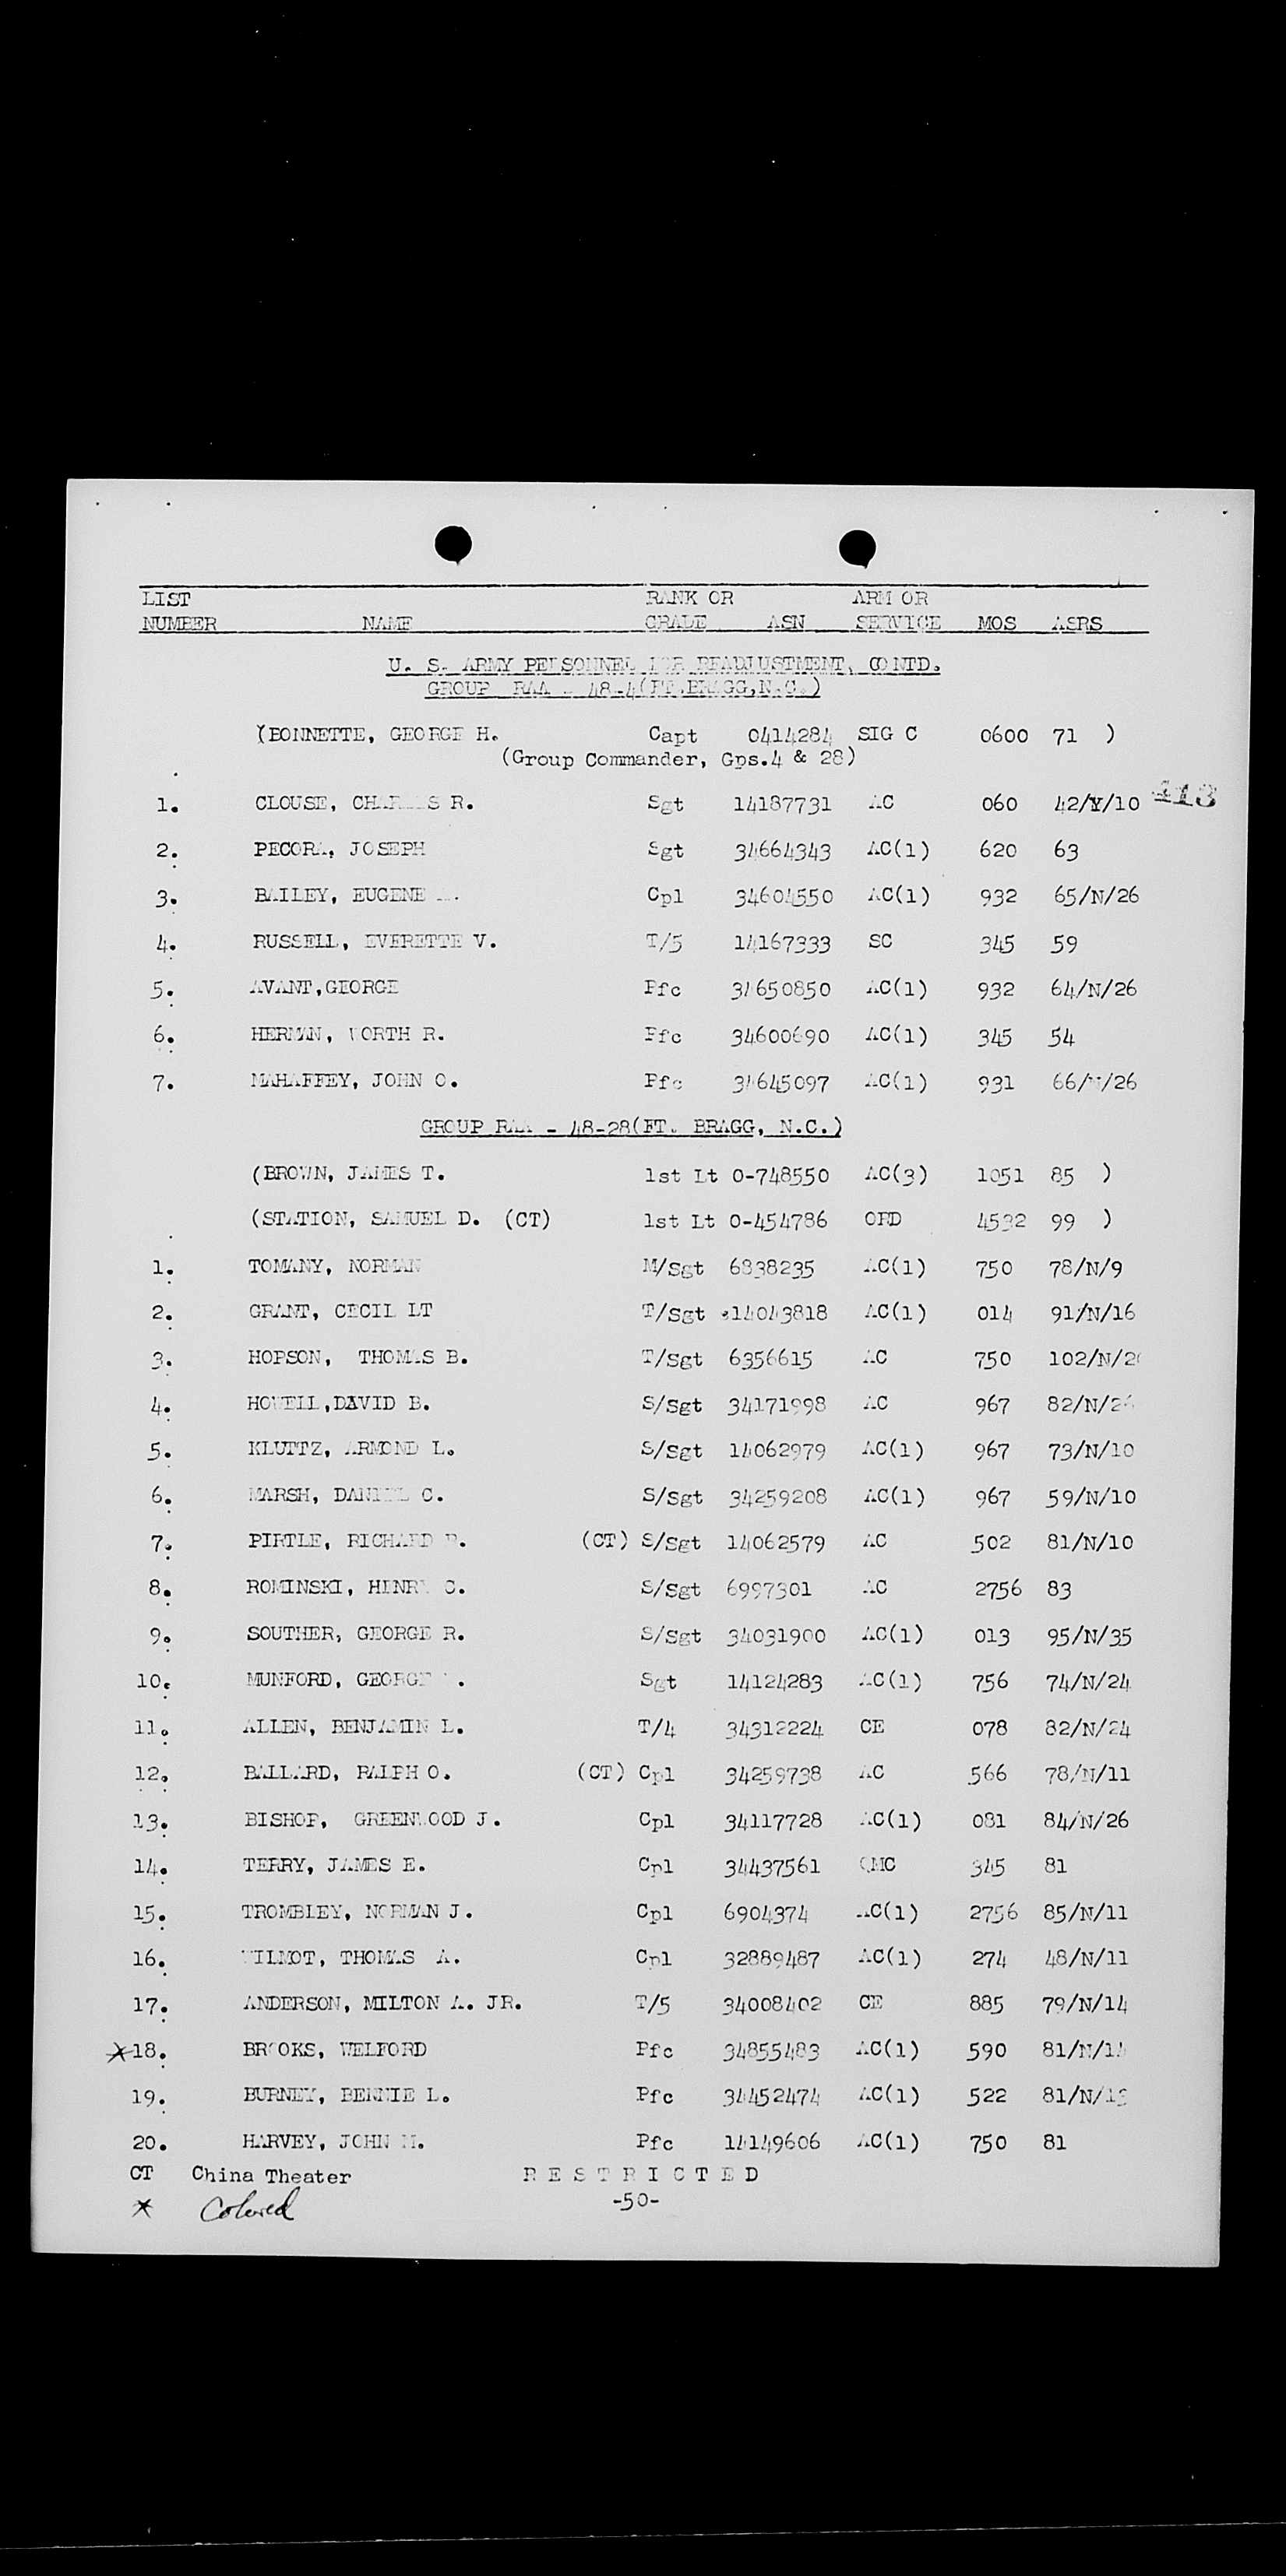 LIST RANK OR ARM OR
NUMBER NAME GRADE ASN SERVICE MOS ASRS
U. S. ARMY PERSONNEL FOR READJUSTMENT, CONTD.
GROUP RAA - 48-4(FT.BRAGG,N.C.)
(BONNETTE, GEORGE H. Capt 0414284 SIG C 0600 71 )
(Group Commander, Gps.4 & 28)
1. CLOUSE, CHARLES R. Sgt 14187731 AC 060 42/Y/10 413
2. PECORA, JOSEPH Sgt 34664343 AC(1) 620 63
3. BAILEY, EUGENE Cpl 34604550 AC(1) 932 65/N/26
4. RUSSELL, EVERETTE V. T/5 14167333 SC 345 59
5. AVANT,GEORGE Pfc 34650850 AC(1) 932 64/N/26
6. HERMAN, WORTH R. Pfc 34600690 AC(1) 345 54
7. MAHAFFEY, JOHN O. Pfc 34645097 AC(1) 931 66/N/26
GROUP RAA - 48-28(FT. BRAGG, N.C.)
(BROWN, JAMES T. 1st Lt 0-748550 AC(3) 1051 85 )
(STATION, SAMUEL D. (CT) 1st Lt 0-454786 ORD 4532 99 )
1. TOMANY, NORMAN M/Sgt 6838235 AC(1) 750 78/N/9
2. GRANT, CECIL LT T/Sgt 14043818 AC(1) 014 91/N/16
3. HOPSON, THOMAS B. T/Sgt 6356615 AC 750
4. HOWELL,DAVID B. S/Sgt 34171998 AC 967 82/N/26
5. KLUTTZ, ARMOND L. S/Sgt 14062979 AC(1) 967 73/N/10
6. MARSH, DANIEL C. S/Sgt 34259208 AC(1) 967 59/N/10
7. PIRTLE, RICHARD (CT) S/Sgt 14062579 AC 502 81/N/10
8. ROMINSKI, HENRY C. S/Sgt 6997301 AC 2756 83
9. SOUTHER, GEORGE R. S/Sgt 34031900 AC(1) 013 95/N/35
10. MUNFORD, GEORGE Sgt 14124283 AC(1) 756 74/N/24
11. ALLEN, BENJAMIN L. T/4 34312224 CE 078 82/N/24
12. BALLARD, RALPH O. (CT) Cpl 34259738 AC 566 78/N/11
13. BISHOP, GREENWOOD J. Cpl 34117728 AC(1) 081 84/N/26
14. TERRY, JAMES E. Cpl 34437561 QMC 345 81
15. TROMBLEY, NORMAN J. Cpl 6904374 AC(1) 2756 85/N/11
16. WILMOT, THOMAS A. Cpl 32889487 AC(1) 274 48/N/11
17. ANDERSON, MILTON A. JR. T/5 34008402 CE 885 79/N/14
*18. BROOKS, WELFORD Pfc 34855483 AC(1) 590 81/N/14
19. BURNEY, BENNIE L. Pfc 34452474 AC(1) 522 81/N/13
20. HARVEY, JOHN M. Pfc 14149606 AC(1) 750 81
CT China Theater R E S T R I C T E D
* Colored -50-